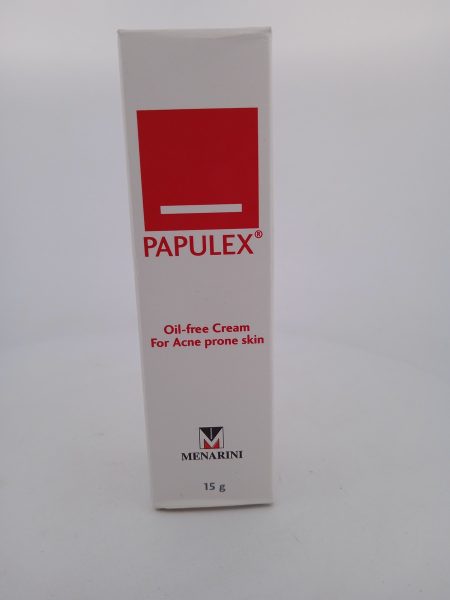 PAPULEX®
Oil-free Cream
For Acne prone skin
MENARINI
15 g